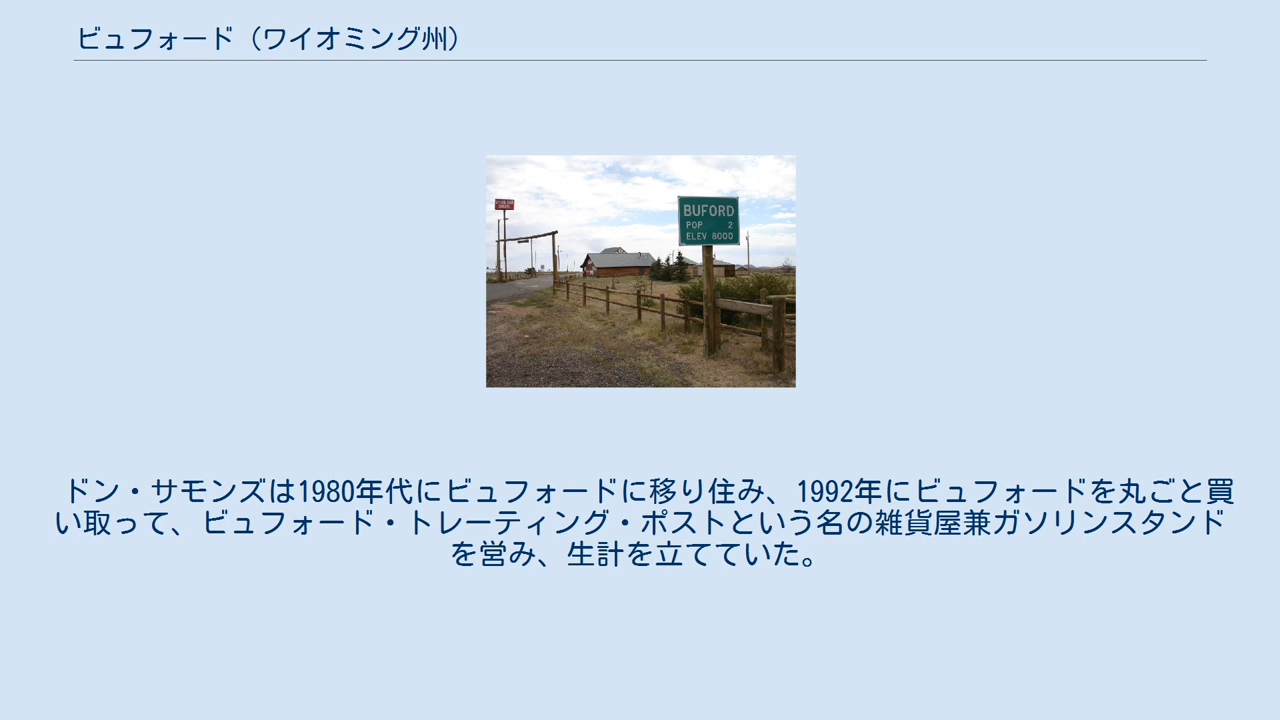 ビュフォード（ワイオミング州）
BUFORD
POP 2
ELEV 8000
ドン・サモンズは1980年代にビュフォードに移り住み、1992年にビュフォードを丸ごと買
い取って、ビュフォード・トレーティング・ポストという名の雑貨屋兼ガソリンスタンド
を営み、生計を立てていた。